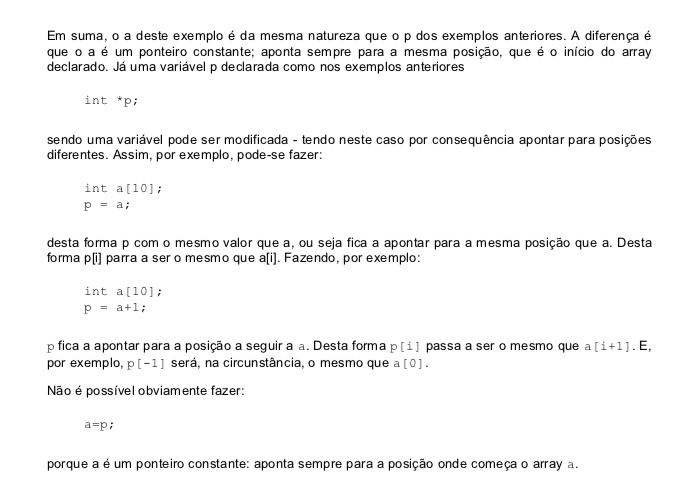 Em suma, o a deste exemplo é da mesma natureza que o p dos exemplos anteriores. A diferença é
que o a é um ponteiro constante; aponta sempre para a mesma posição, que é o início do array
declarado. Já uma variável p declarada como nos exemplos anteriores
int *p;
sendo uma variável pode ser modificada - tendo neste caso por consequência apontar para posições
diferentes. Assim, por exemplo, pode-se fazer:
int a[10];
p = a;
desta forma p com o mesmo valor que a, ou seja fica a apontar para a mesma posição que a. Desta
forma p[i] parra a ser o mesmo que a[i]. Fazendo, por exemplo:
int a[10];
p = a+1;
p fica a apontar para a posição a seguir a a. Desta forma p[i] passa a ser o mesmo que a[i+1]. E,
por exemplo, p[-1] será, na circunstância, o mesmo que a[0].
Não é possível obviamente fazer:
a=p;
porque a é um ponteiro constante: aponta sempre para a posição onde começa o array a.